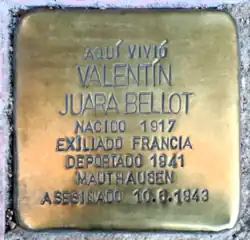 AQUÍ VIVIÓ
VALENTÍN
JUARA BELLOT
NACIDO 1917
EXILIADO FRANCIA
DEPORTADO 1941
MAUTHAUSEN
ASESINADO 10.6.1943